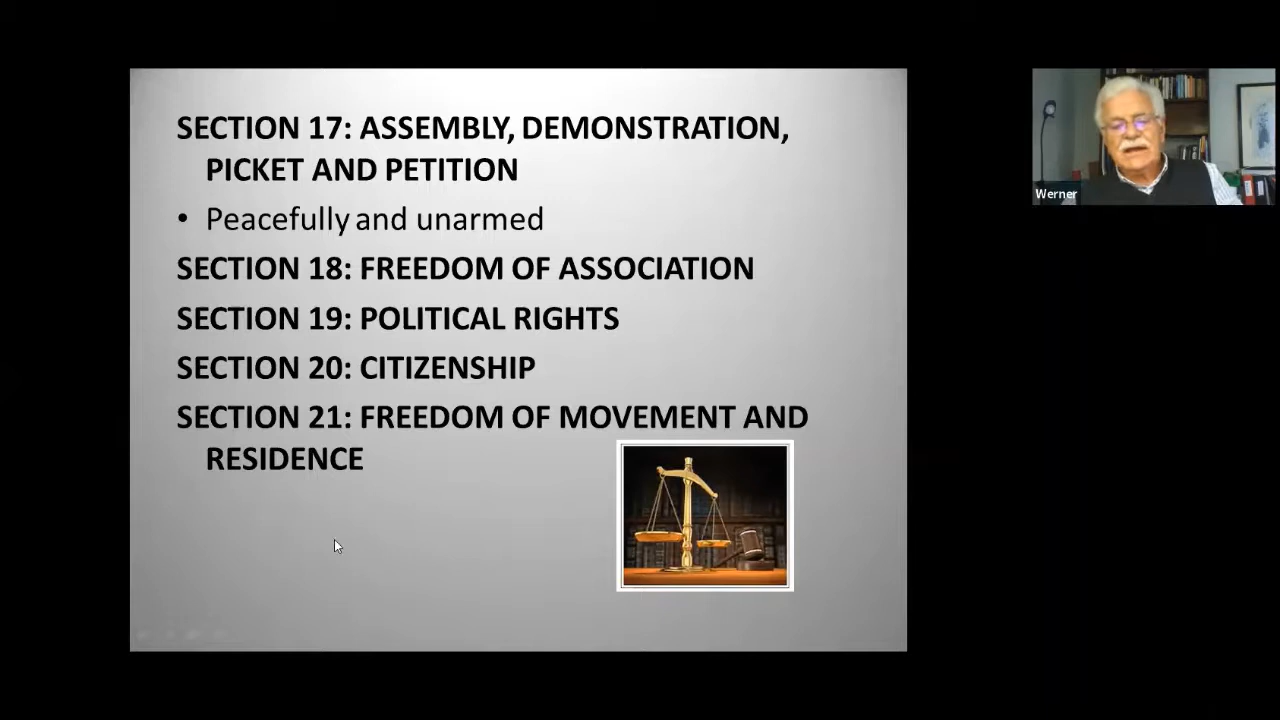 SECTION 17: ASSEMBLY, DEMONSTRATION,
PICKET AND PETITION
• Peacefully and unarmed
SECTION 18: FREEDOM OF ASSOCIATION
SECTION 19: POLITICAL RIGHTS
SECTION 20: CITIZENSHIP
SECTION 21: FREEDOM OF MOVEMENT AND
RESIDENCE
Werner